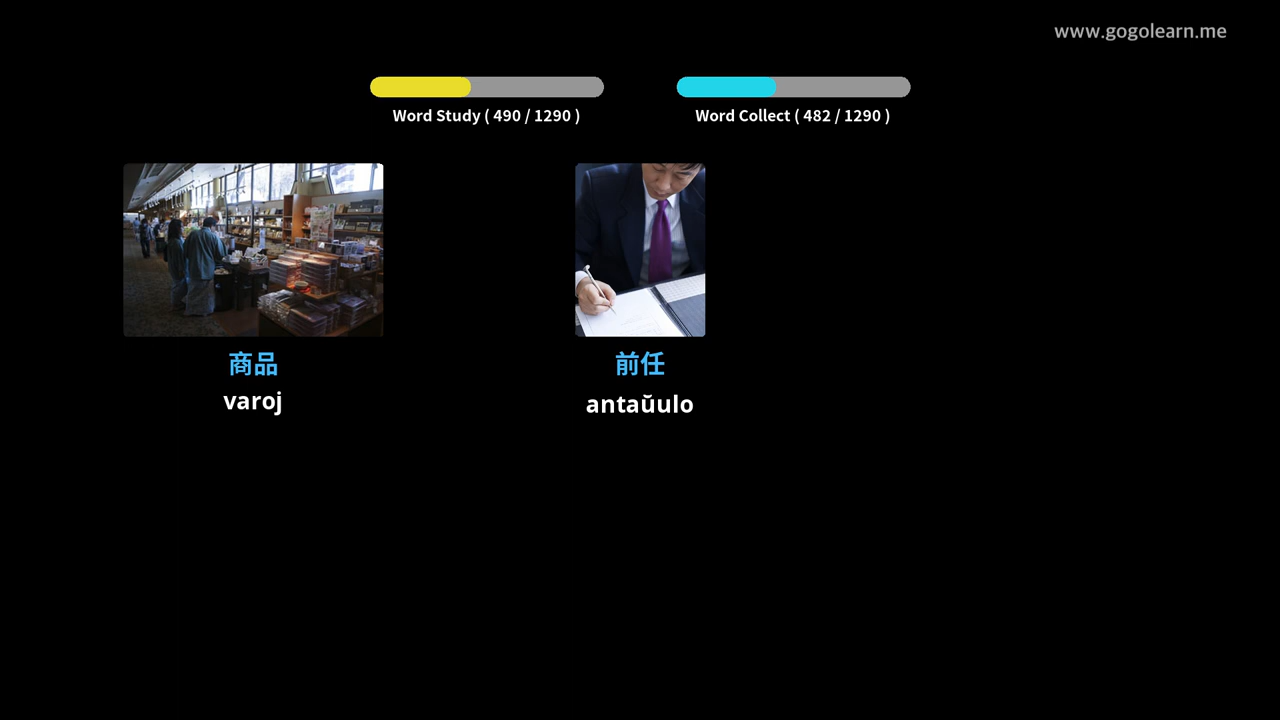 www.gogolearn.me
Word Study ( 490 / 1290 )
Word Collect ( 482 / 1290 )
商品
varoj
前任
antaŭulo